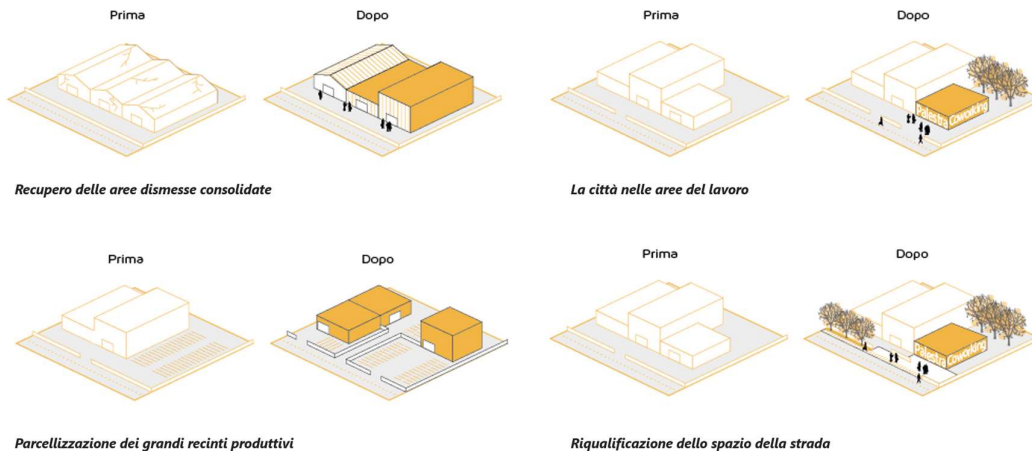 Prima
Dopo
Recupero delle aree dismesse consolidate
Prima
Dopo
Palestra Coworking
La città nelle aree del lavoro
Prima
Dopo
Parcellizzazione dei grandi recinti produttivi
Prima
Dopo
Palestra Coworking
Riqualificazione dello spazio della strada